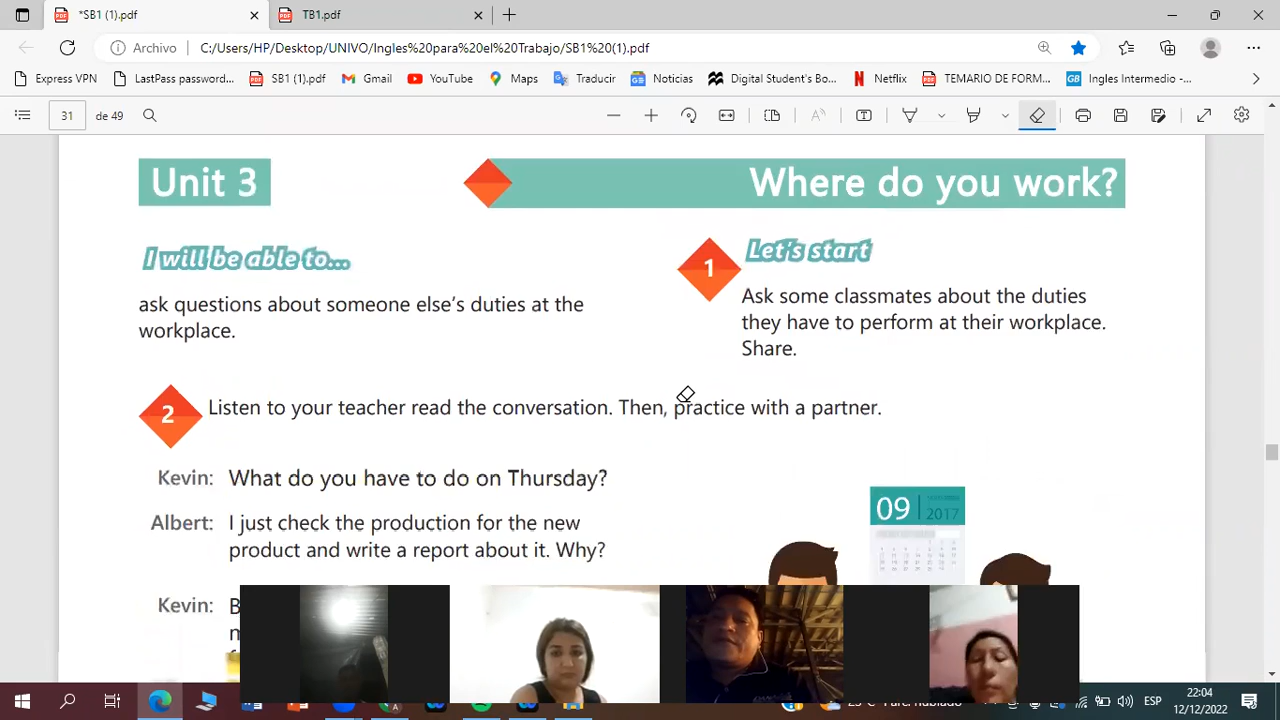 *SB1 (1).pdf
TB1.pdf
Archivo
C:/Users/HP/Desktop/UNIVO/Ingles%20para%20el%20Trabajo/SB1%20(1).pdf
Express VPN
LastPass password...
SB1 (1).pdf
Gmail
YouTube
Maps
Traducir
Noticias
Digital Student's Bo...
Netflix
TEMARIO DE FORM...
Ingles Intermedio -...
31
de 49
Unit 3
Where do you work?
I will be able to...
ask questions about someone else's duties at the
workplace.
1
Let's start
Ask some classmates about the duties
they have to perform at their workplace.
Share.
2
Listen to your teacher read the conversation. Then, practice with a partner.
Kevin: What do you have to do on Thursday?
Albert: I just check the production for the new
product and write a report about it. Why?
Kevin:
09
2017
ESP
22:04
12/12/2022